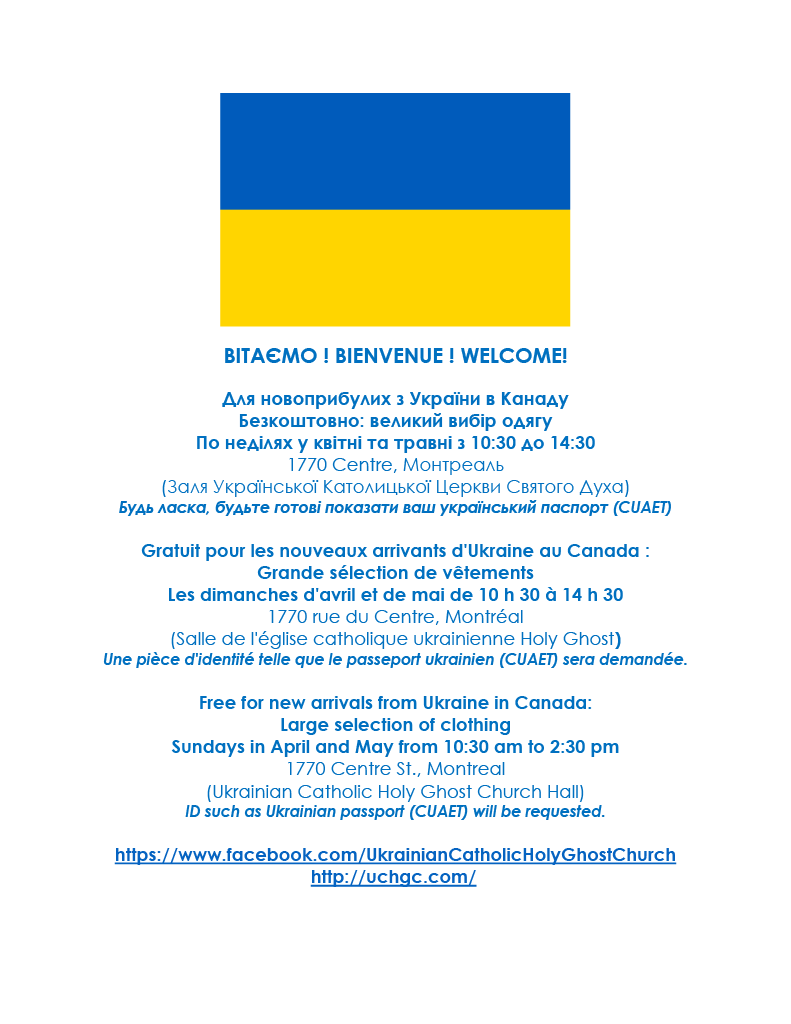 ВІТАЄМО ! BIENVENUE ! WELCOME!
Для новоприбулих з України в Канаду
Безкоштовно: великий вибір одягу
По неділях у квітні та травні з 10:30 до 14:30
1770 Centre, Монтреаль
(Заля Української Католицької Церкви Святого Духа)
Будь ласка, будьте готові показати ваш український паспорт (CUAET)
Gratuit pour les nouveaux arrivants d'Ukraine au Canada :
Grande sélection de vêtements
Les dimanches d'avril et de mai de 10 h 30 à 14 h 30
1770 rue du Centre, Montréal
(Salle de l'église catholique ukrainienne Holy Ghost)
Une pièce d'identité telle que le passeport ukrainien (CUAET) sera demandée.
Free for new arrivals from Ukraine in Canada:
Large selection of clothing
Sundays in April and May from 10:30 am to 2:30 pm
1770 Centre St., Montreal
(Ukrainian Catholic Holy Ghost Church Hall)
ID such as Ukrainian passport (CUAET) will be requested.
https://www.facebook.com/UkrainianCatholicHolyGhostChurch
http://uchgc.com/